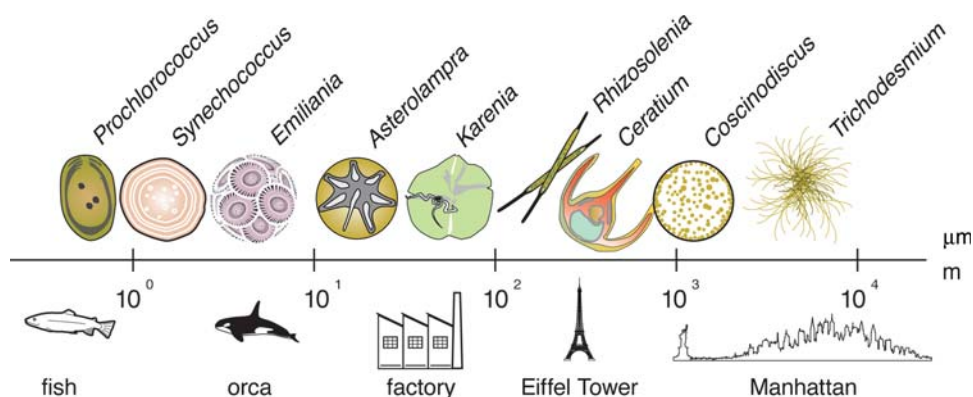 Prochlorococcus
Synechococcus
Emiliania
Asterolampra
Karenia
Rhizosolenia
Ceratium
Coscinodiscus
Trichodesmium
μm
m
10⁰ 10¹ 10² 10³ 10⁴
fish orca factory Eiffel Tower Manhattan